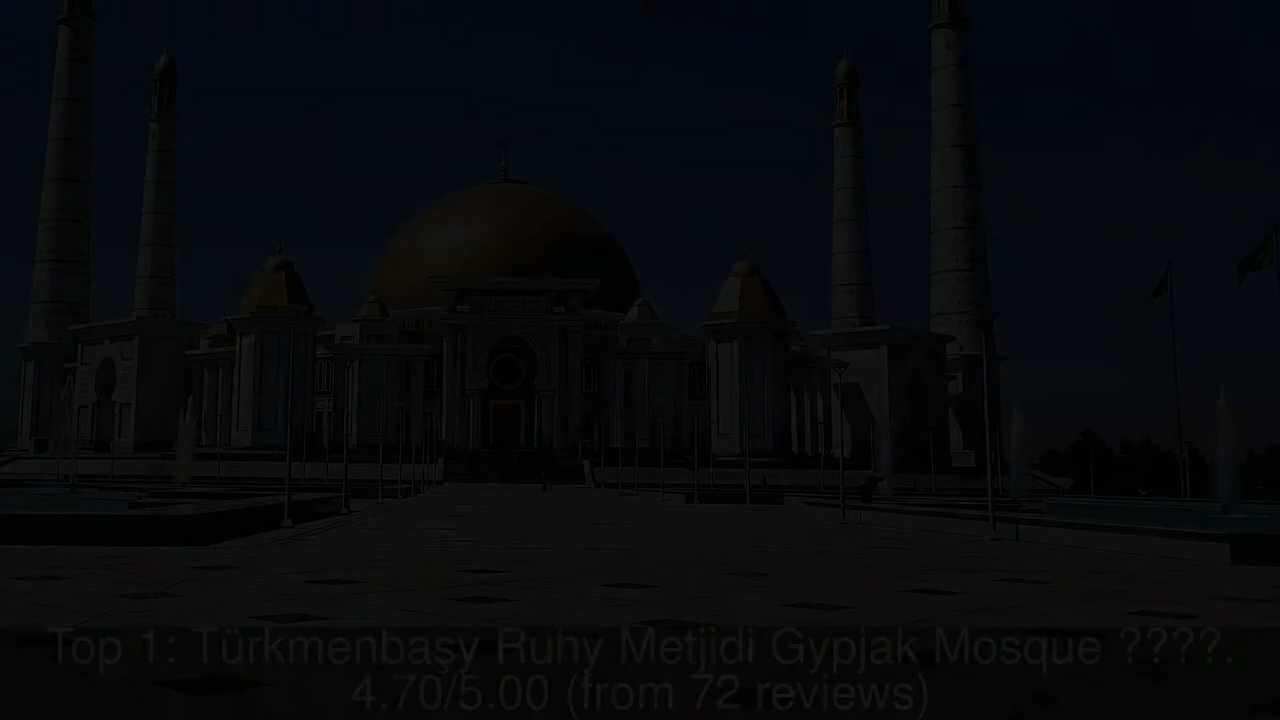 Top 1: Türkmenbaşy Ruhy Metjidi Gypjak Mosque ????.
4.70/5.00 (from 72 reviews)